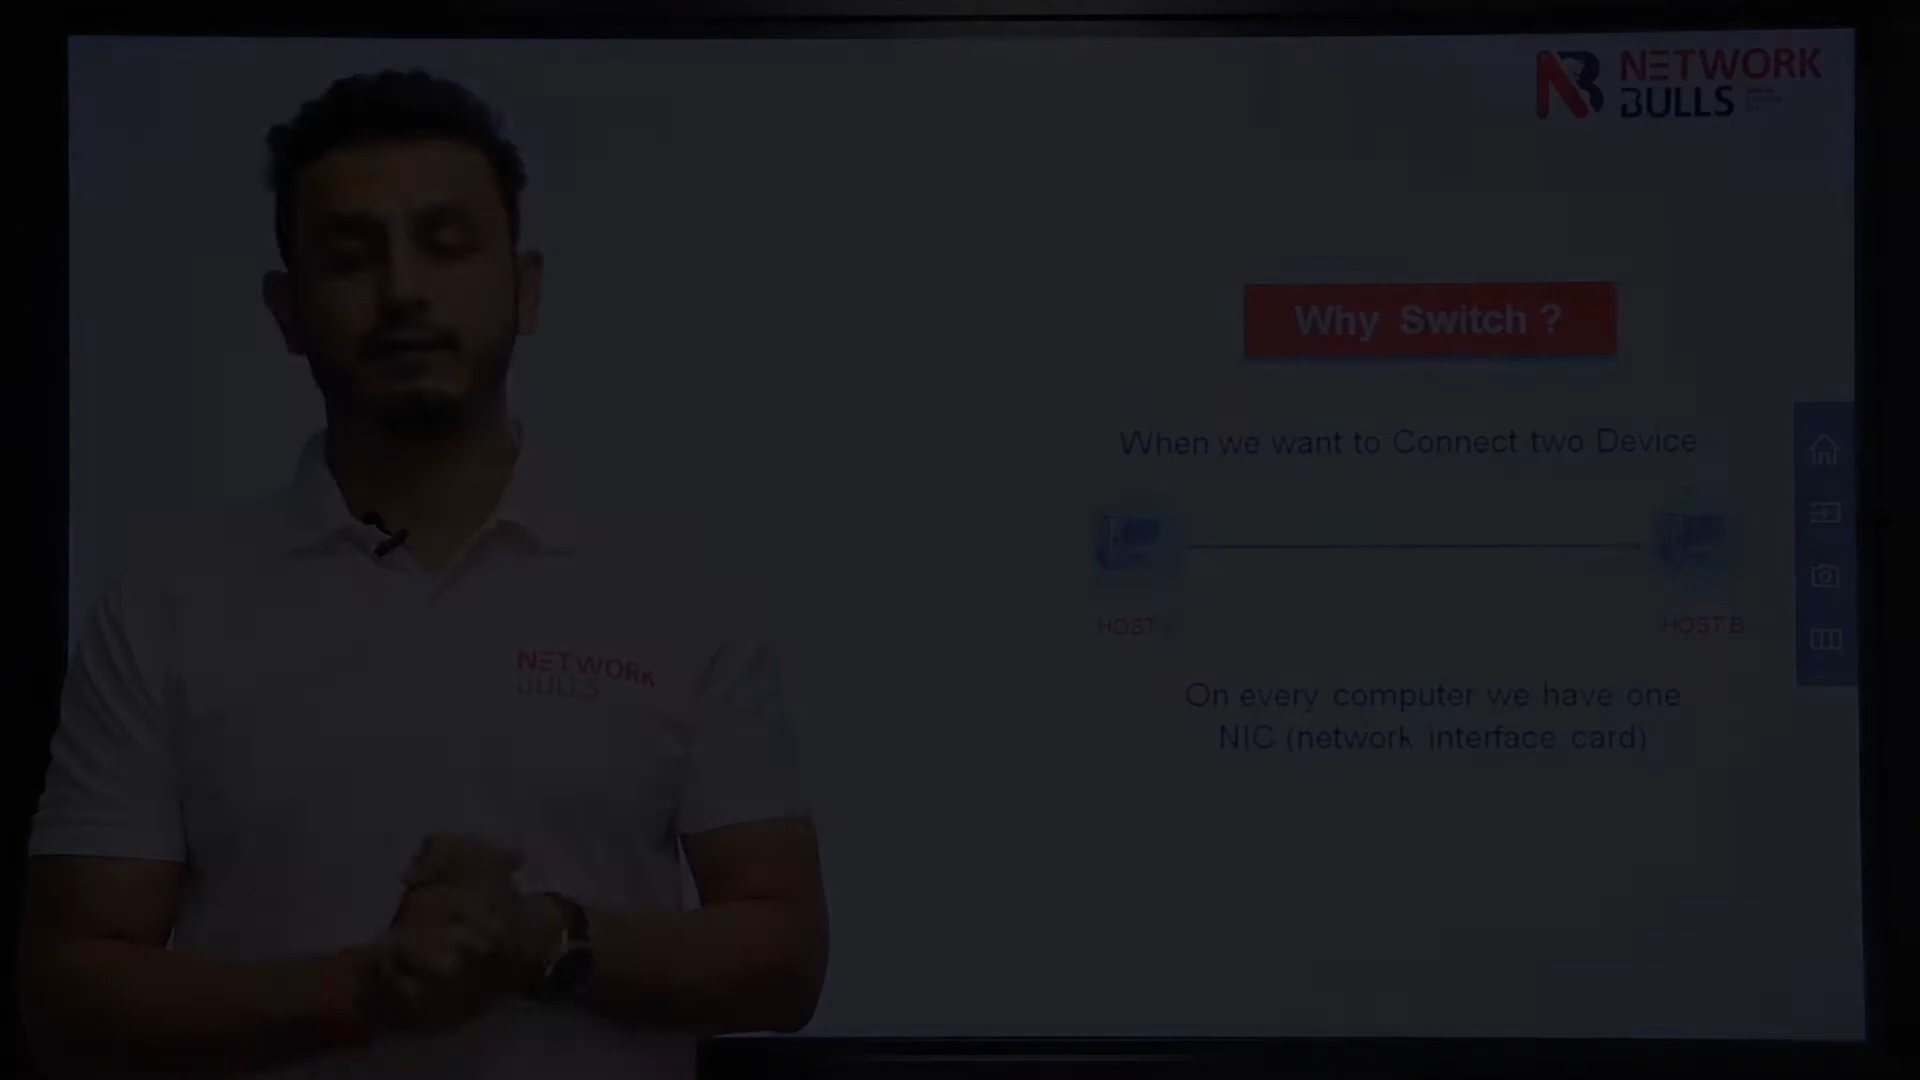 NETWORK
BULLS
Why Switch ?
When we want to Connect two Device
HOST
HOST B
NETWORK
BULLS
On every computer we have one
NIC (network interface card)